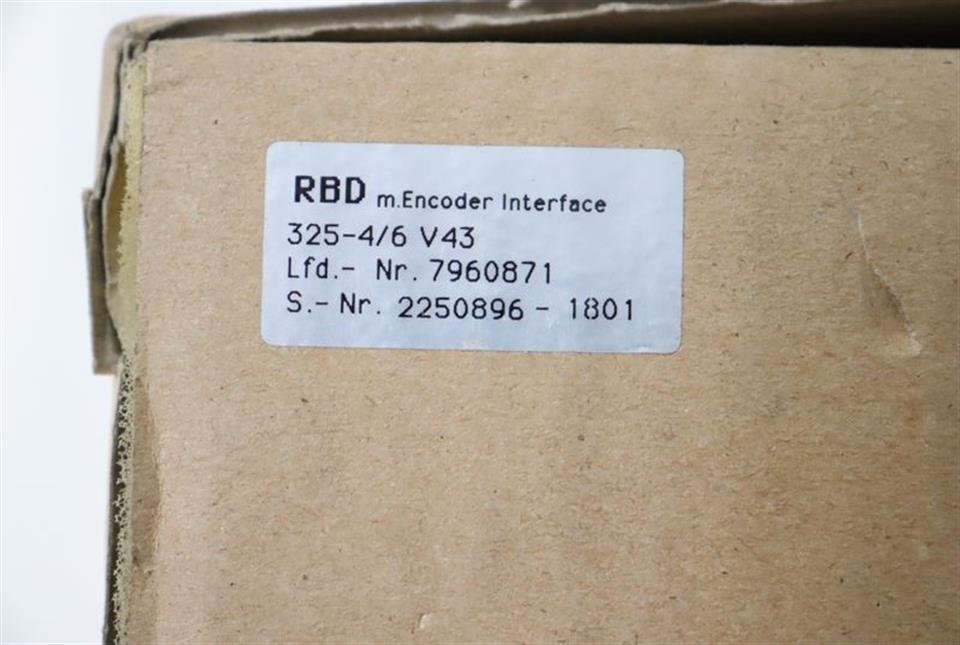 RBD m.Encoder Interface
325-4/6 V43
Lfd.- Nr. 7960871
S.- Nr. 2250896 - 1801